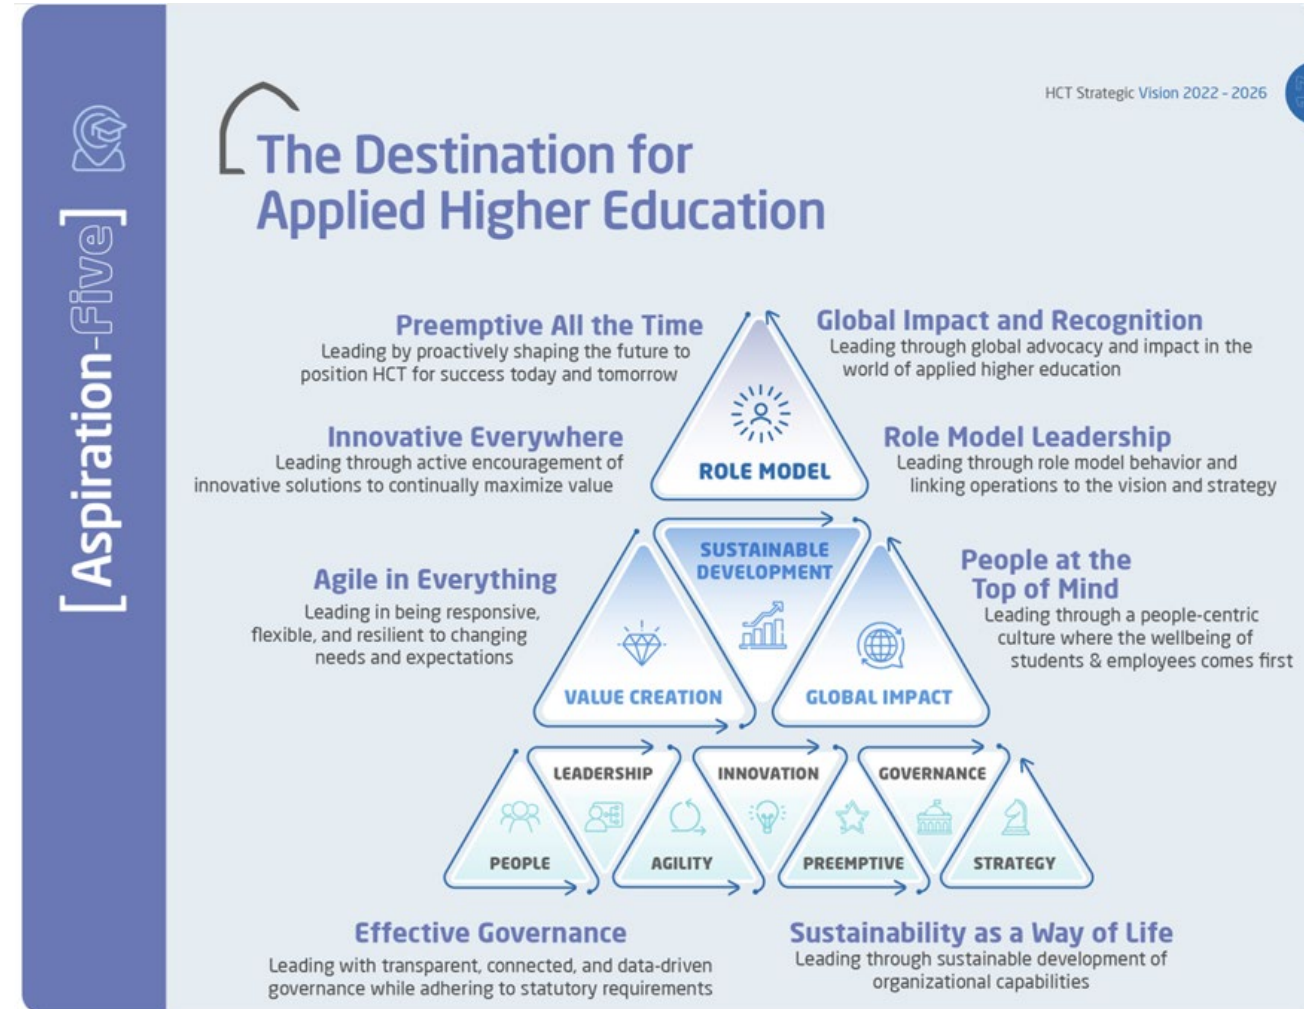 [Aspiration-Five]
HCT Strategic Vision 2022 - 2026
The Destination for
Applied Higher Education
Preemptive All the Time
Leading by proactively shaping the future to
position HCT for success today and tomorrow
Global Impact and Recognition
Leading through global advocacy and impact in the
world of applied higher education
Innovative Everywhere
Leading through active encouragement of
innovative solutions to continually maximize value
Role Model Leadership
Leading through role model behavior and
linking operations to the vision and strategy
Agile in Everything
Leading in being responsive,
flexible, and resilient to changing
needs and expectations
People at the
Top of Mind
Leading through a people-centric
culture where the wellbeing of
students & employees comes first
ROLE MODEL
SUSTAINABLE
DEVELOPMENT
VALUE CREATION
GLOBAL IMPACT
LEADERSHIP
INNOVATION
GOVERNANCE
PEOPLE
AGILITY
PREEMPTIVE
STRATEGY
Effective Governance
Leading with transparent, connected, and data-driven
governance while adhering to statutory requirements
Sustainability as a Way of Life
Leading through sustainable development of
organizational capabilities